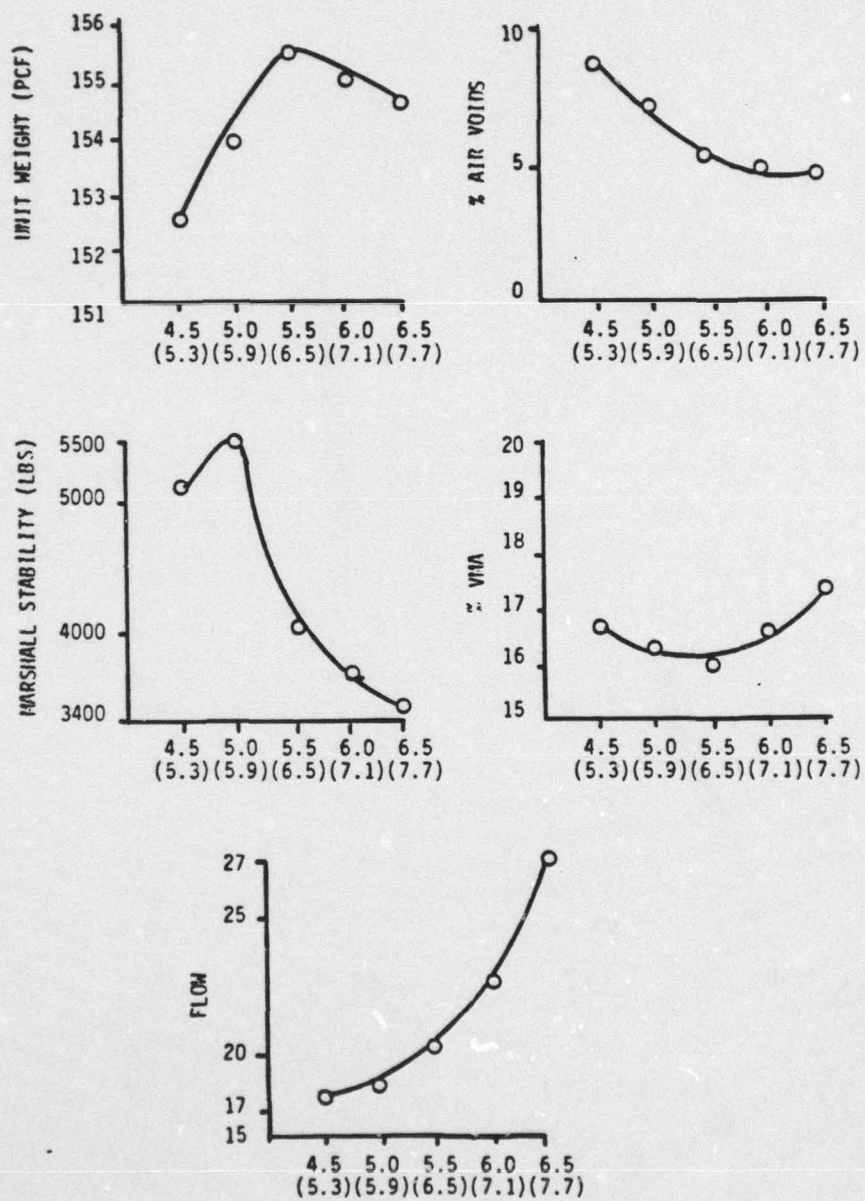 UNIT WEIGHT (PCF)
156
155
154
153
152
151
4.5 5.0 5.5 6.0 6.5
(5.3)(5.9)(6.5)(7.1)(7.7)
% AIR VOIDS
10
5
0
4.5 5.0 5.5 6.0 6.5
(5.3)(5.9)(6.5)(7.1)(7.7)
MARSHALL STABILITY (LBS)
5500
5000
4000
3400
4.5 5.0 5.5 6.0 6.5
(5.3)(5.9)(6.5)(7.1)(7.7)
% VMA
20
19
18
17
16
15
4.5 5.0 5.5 6.0 6.5
(5.3)(5.9)(6.5)(7.1)(7.7)
FLOW
27
25
20
17
15
4.5 5.0 5.5 6.0 6.5
(5.3)(5.9)(6.5)(7.1)(7.7)